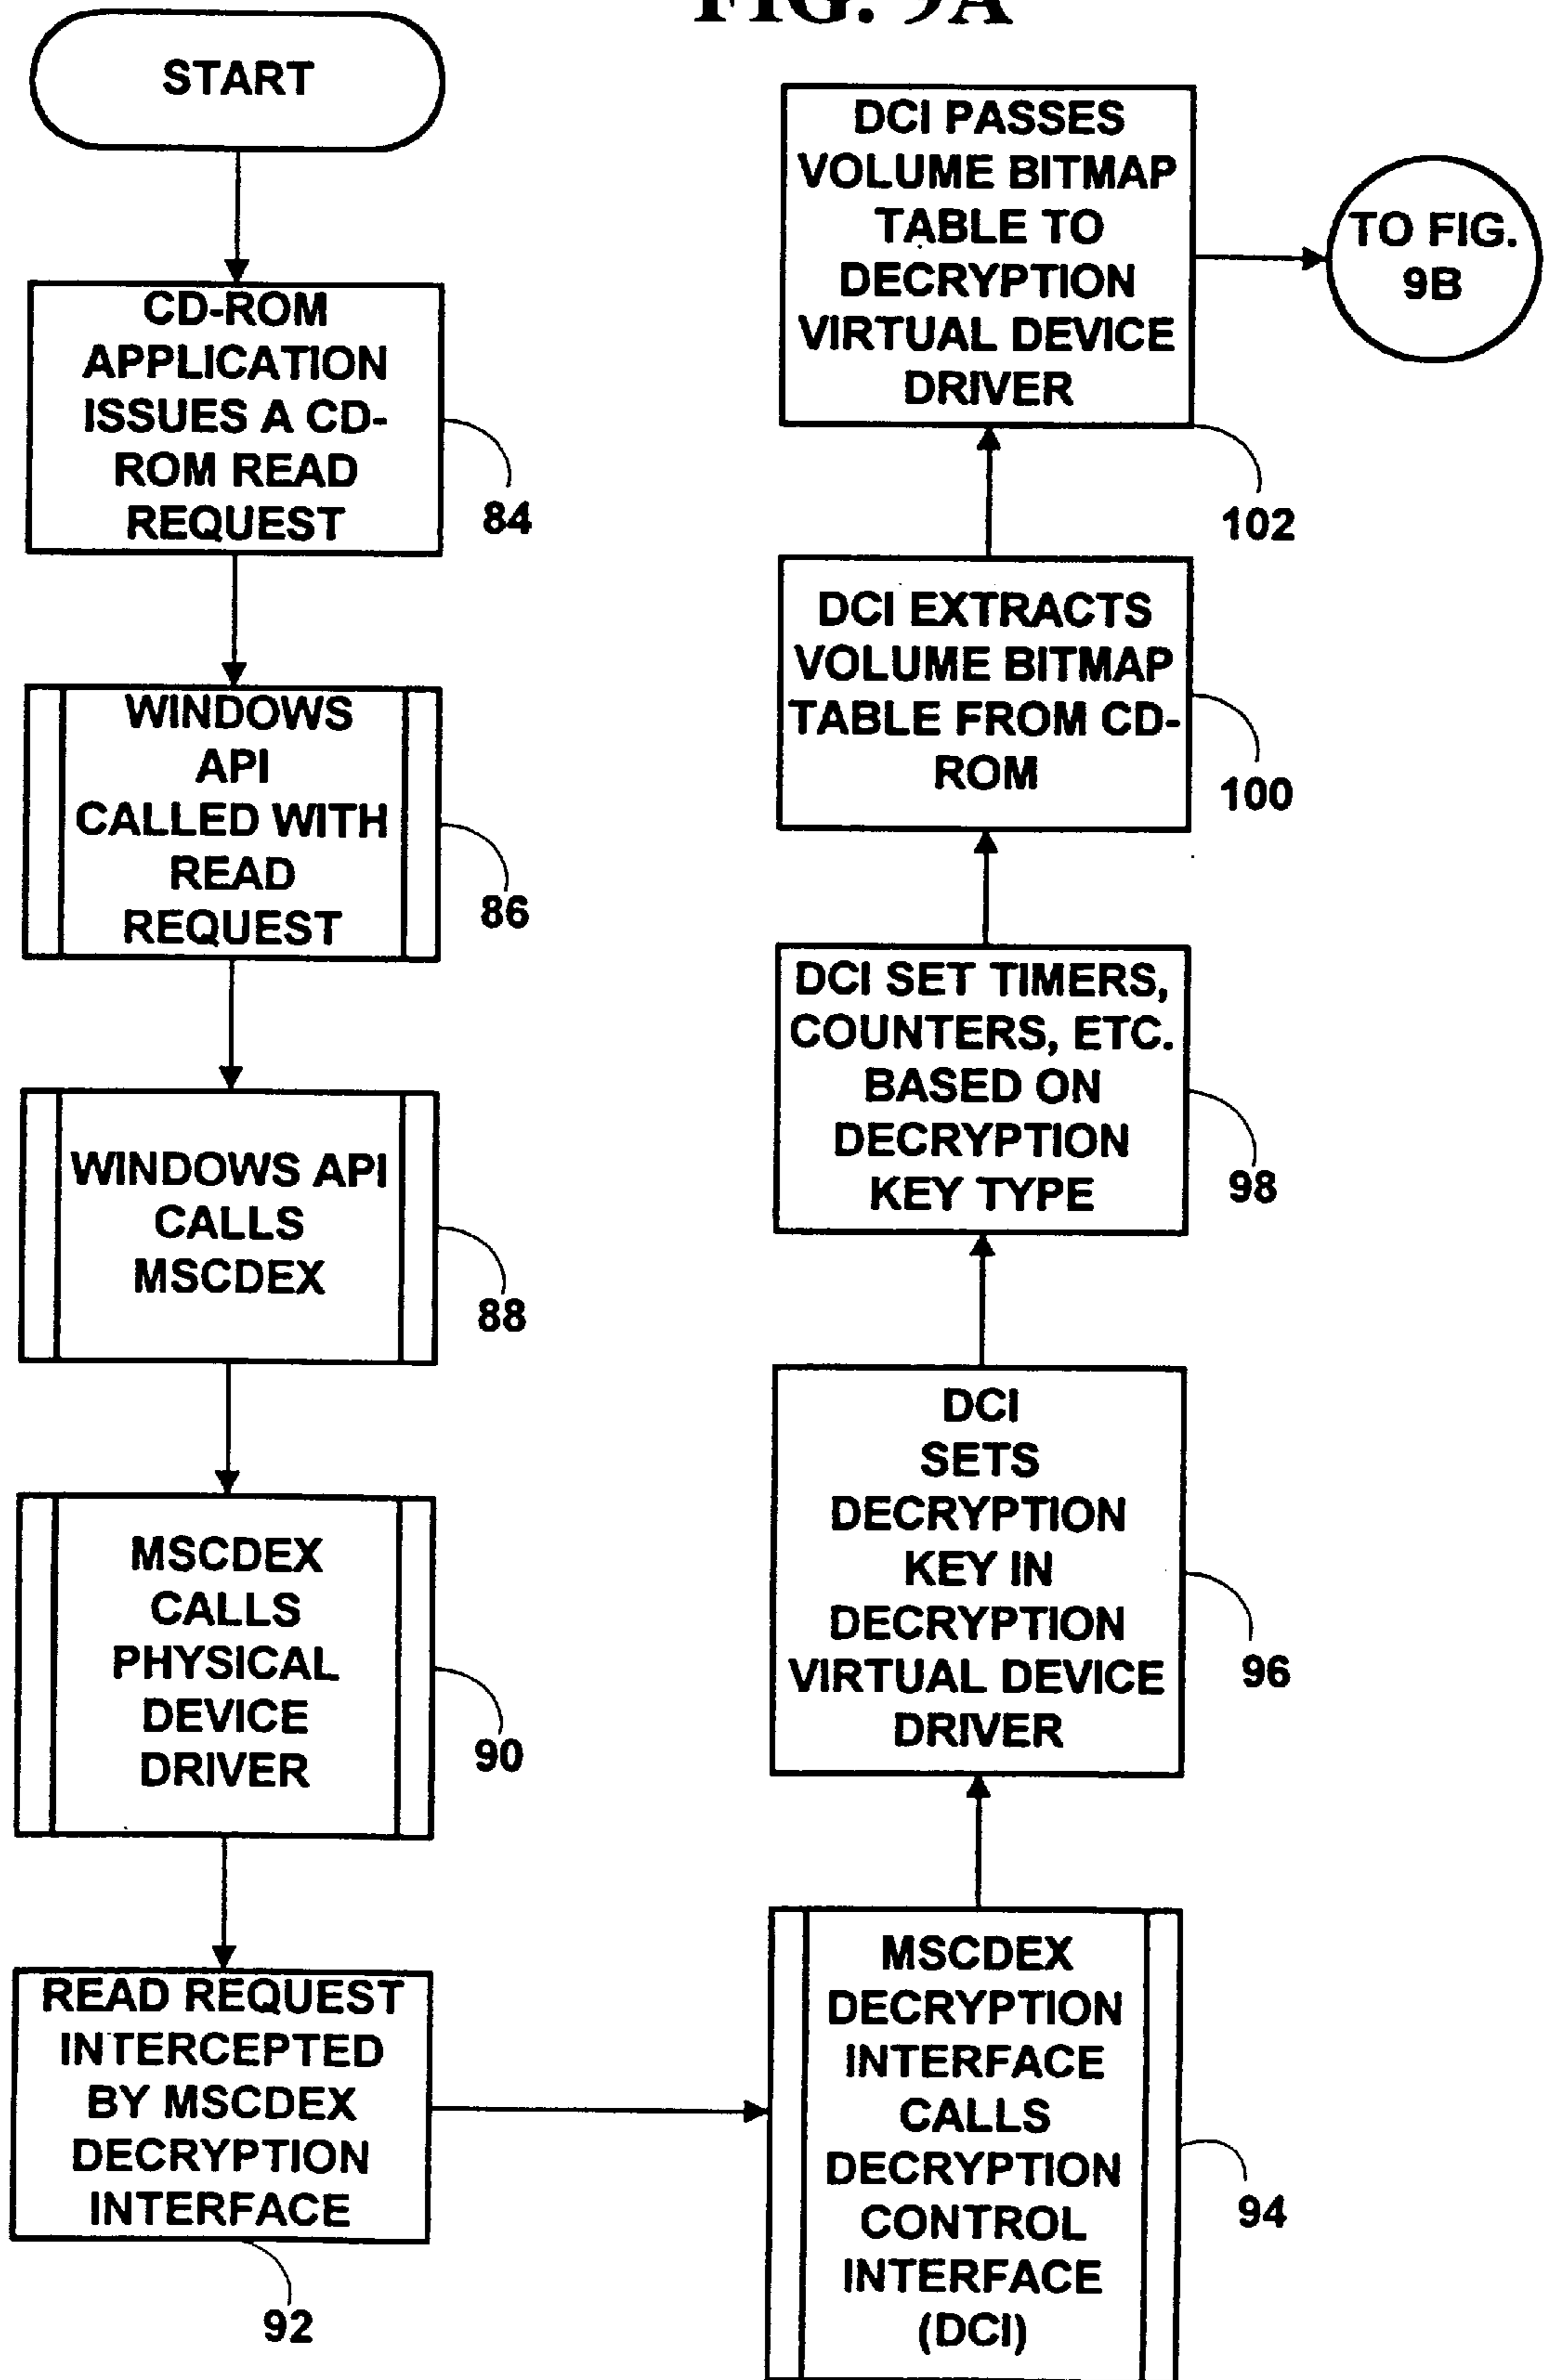 FIG. 9A
START
CD-ROM
APPLICATION
ISSUES A CD-
ROM READ
REQUEST
84
WINDOWS
API
CALLED WITH
READ
REQUEST
86
WINDOWS API
CALLS
MSCDEX
88
MSCDEX
CALLS
PHYSICAL
DEVICE
DRIVER
90
READ REQUEST
INTERCEPTED
BY MSCDEX
DECRYPTION
INTERFACE
92
MSCDEX
DECRYPTION
INTERFACE
CALLS
DECRYPTION
CONTROL
INTERFACE
(DCI)
94
DCI
SETS
DECRYPTION
KEY IN
DECRYPTION
VIRTUAL DEVICE
DRIVER
96
DCI SET TIMERS,
COUNTERS, ETC.
BASED ON
DECRYPTION
KEY TYPE
98
DCI EXTRACTS
VOLUME BITMAP
TABLE FROM CD-
ROM
100
DCI PASSES
VOLUME BITMAP
TABLE TO
DECRYPTION
VIRTUAL DEVICE
DRIVER
102
TO FIG.
9B